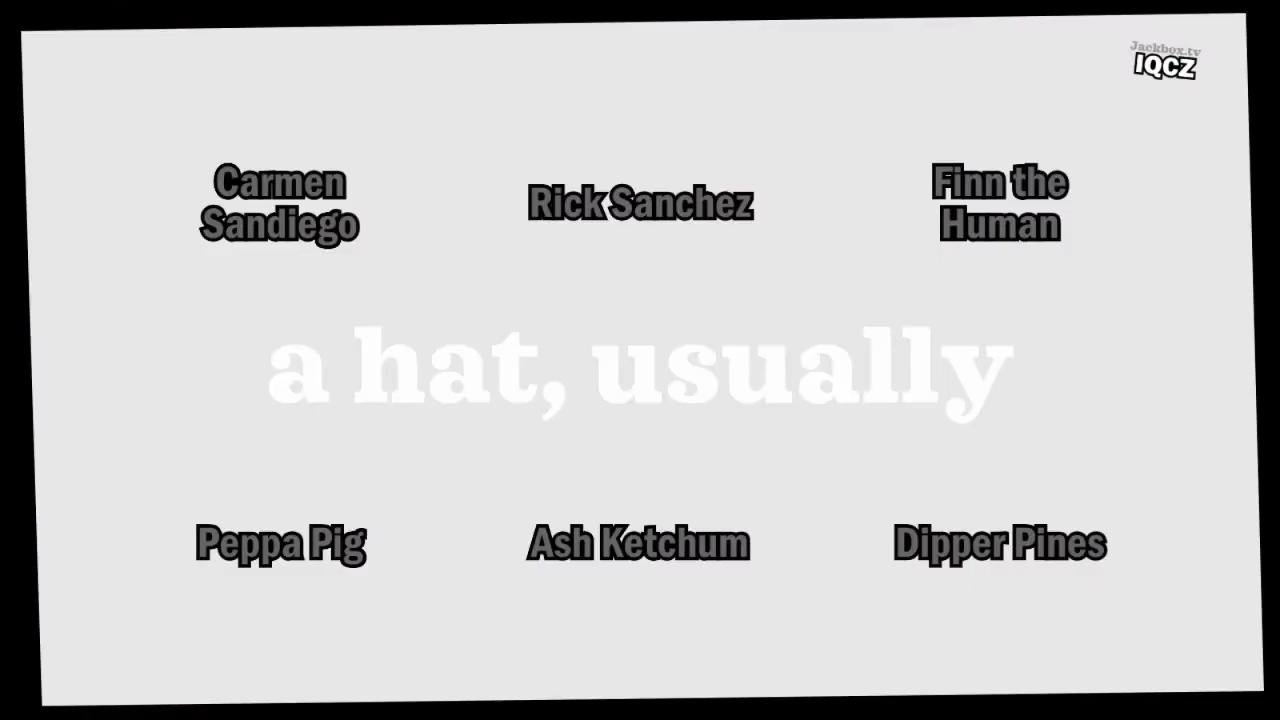 Jackbox.tv
IQCZ
Carmen
Sandiego
Rick Sanchez
Finn the
Human
a hat, usually
Peppa Pig
Ash Ketchum
Dipper Pines